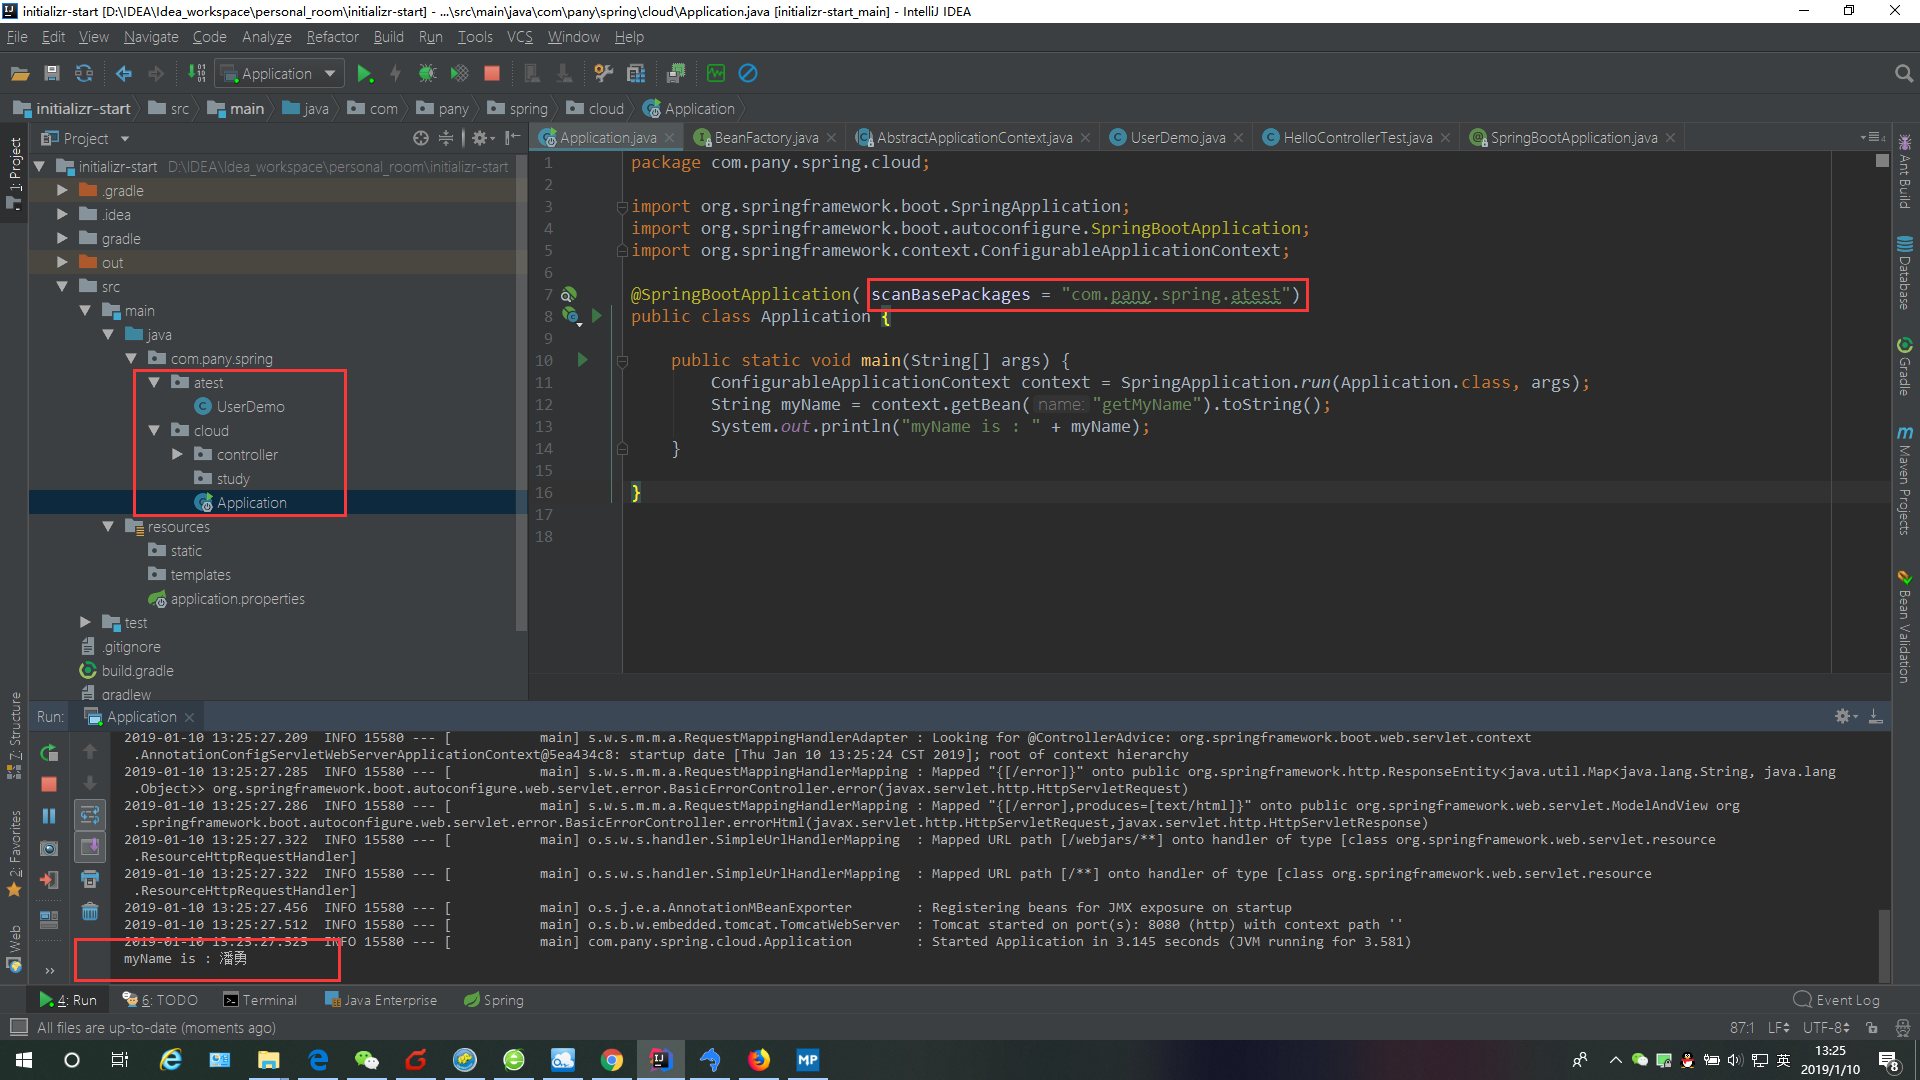 initializr-start [D:\IDEA\Idea_workspace\personal_room\initializr-start] - ...\src\main\java\com\pany\spring\cloud\Application.java [initializr-start_main] - IntelliJ IDEA
File Edit View Navigate Code Analyze Refactor Build Run Tools VCS Window Help
Application
initializr-start src main java com pany spring cloud Application
Project
Application.java BeanFactory.java AbstractApplicationContext.java UserDemo.java HelloControllerTest.java SpringBootApplication.java
1: Project
initializr-start D:\IDEA\Idea_workspace\personal_room\initializr-start
.gradle
.idea
gradle
out
src
main
java
com.pany.spring
atest
UserDemo
cloud
controller
study
Application
resources
static
templates
application.properties
test
.gitignore
build.gradle
gradlew
1 package com.pany.spring.cloud;
2
3 import org.springframework.boot.SpringApplication;
4 import org.springframework.boot.autoconfigure.SpringBootApplication;
5 import org.springframework.context.ConfigurableApplicationContext;
6
7 @SpringBootApplication( scanBasePackages = "com.pany.spring.atest")
8 public class Application {
9
10 public static void main(String[] args) {
11 ConfigurableApplicationContext context = SpringApplication.run(Application.class, args);
12 String myName = context.getBean( name: "getMyName").toString();
13 System.out.println("myName is : " + myName);
14 }
15
16 }
17
18
Ant Build
Database
Gradle
Maven Projects
Bean Validation
7: Structure
2: Favorites
Web
Run: Application
2019-01-10 13:25:27.209 INFO 15580 --- [ main] s.w.s.m.m.a.RequestMappingHandlerAdapter : Looking for @ControllerAdvice: org.springframework.boot.web.servlet.context
.AnnotationConfigServletWebServerApplicationContext@5ea434c8: startup date [Thu Jan 10 13:25:24 CST 2019]; root of context hierarchy
2019-01-10 13:25:27.285 INFO 15580 --- [ main] s.w.s.m.m.a.RequestMappingHandlerMapping : Mapped "{[/error]}" onto public org.springframework.http.ResponseEntity<java.util.Map<java.lang.String, java.lang
.Object>> org.springframework.boot.autoconfigure.web.servlet.error.BasicErrorController.error(javax.servlet.http.HttpServletRequest)
2019-01-10 13:25:27.286 INFO 15580 --- [ main] s.w.s.m.m.a.RequestMappingHandlerMapping : Mapped "{[/error],produces=[text/html]}" onto public org.springframework.web.servlet.ModelAndView org
.springframework.boot.autoconfigure.web.servlet.error.BasicErrorController.errorHtml(javax.servlet.http.HttpServletRequest,javax.servlet.http.HttpServletResponse)
2019-01-10 13:25:27.322 INFO 15580 --- [ main] o.s.w.s.handler.SimpleUrlHandlerMapping : Mapped URL path [/webjars/**] onto handler of type [class org.springframework.web.servlet.resource
.ResourceHttpRequestHandler]
2019-01-10 13:25:27.322 INFO 15580 --- [ main] o.s.w.s.handler.SimpleUrlHandlerMapping : Mapped URL path [/**] onto handler of type [class org.springframework.web.servlet.resource
.ResourceHttpRequestHandler]
2019-01-10 13:25:27.456 INFO 15580 --- [ main] o.s.j.e.a.AnnotationMBeanExporter : Registering beans for JMX exposure on startup
2019-01-10 13:25:27.512 INFO 15580 --- [ main] o.s.b.w.embedded.tomcat.TomcatWebServer : Tomcat started on port(s): 8080 (http) with context path ''
2019-01-10 13:25:27.525 INFO 15580 --- [ main] com.pany.spring.cloud.Application : Started Application in 3.145 seconds (JVM running for 3.581)
myName is : 潘勇
4: Run 6: TODO Terminal Java Enterprise Spring Event Log
All files are up-to-date (moments ago) 87:1 LF UTF-8
MP 英 13:25
2019/1/10 8